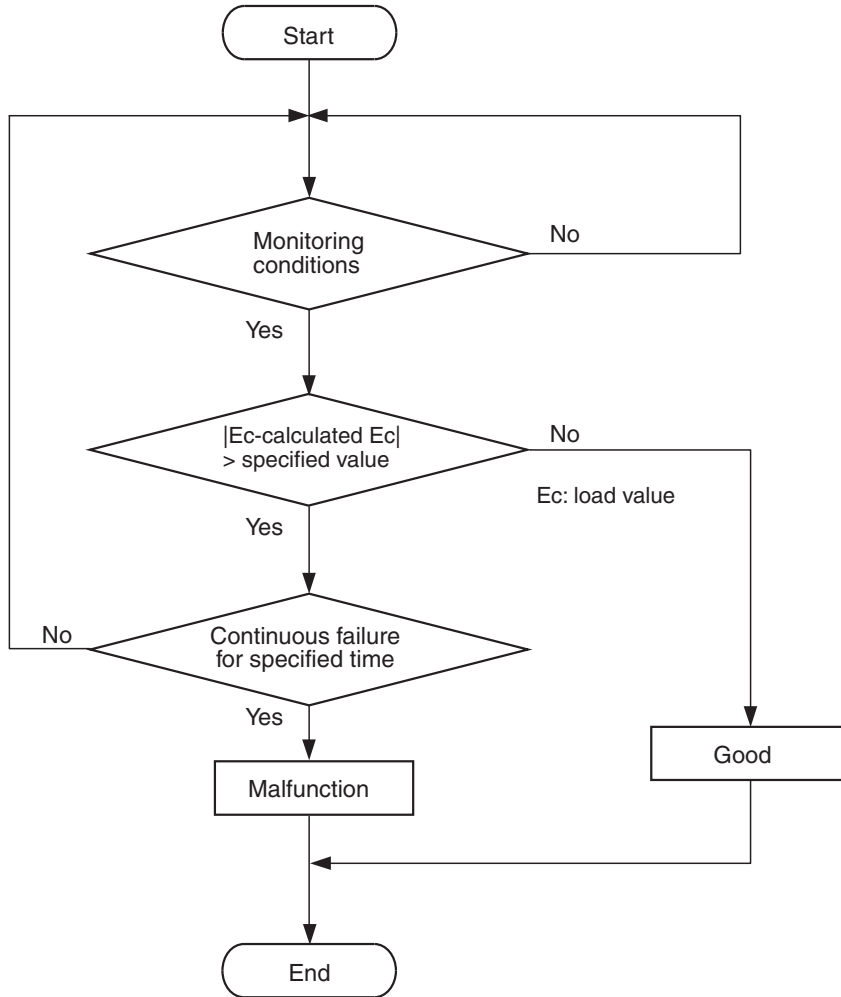 Start
Monitoring
conditions
No
Yes
|Ec-calculated Ec|
> specified value
No
Ec: load value
Yes
Continuous failure
for specified time
No
Yes
Malfunction
Good
End